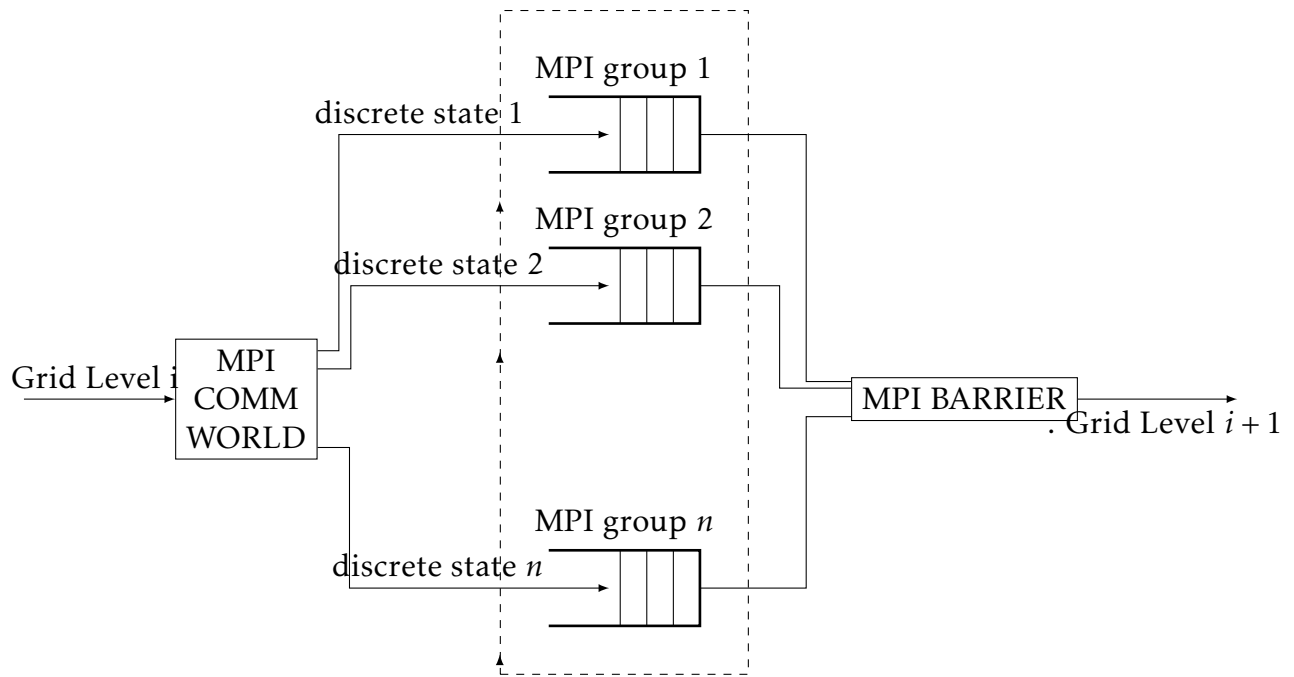 MPI group 1
discrete state 1
MPI group 2
discrete state 2
Grid Level i
MPI
COMM
WORLD
MPI BARRIER
. Grid Level i + 1
MPI group n
discrete state n